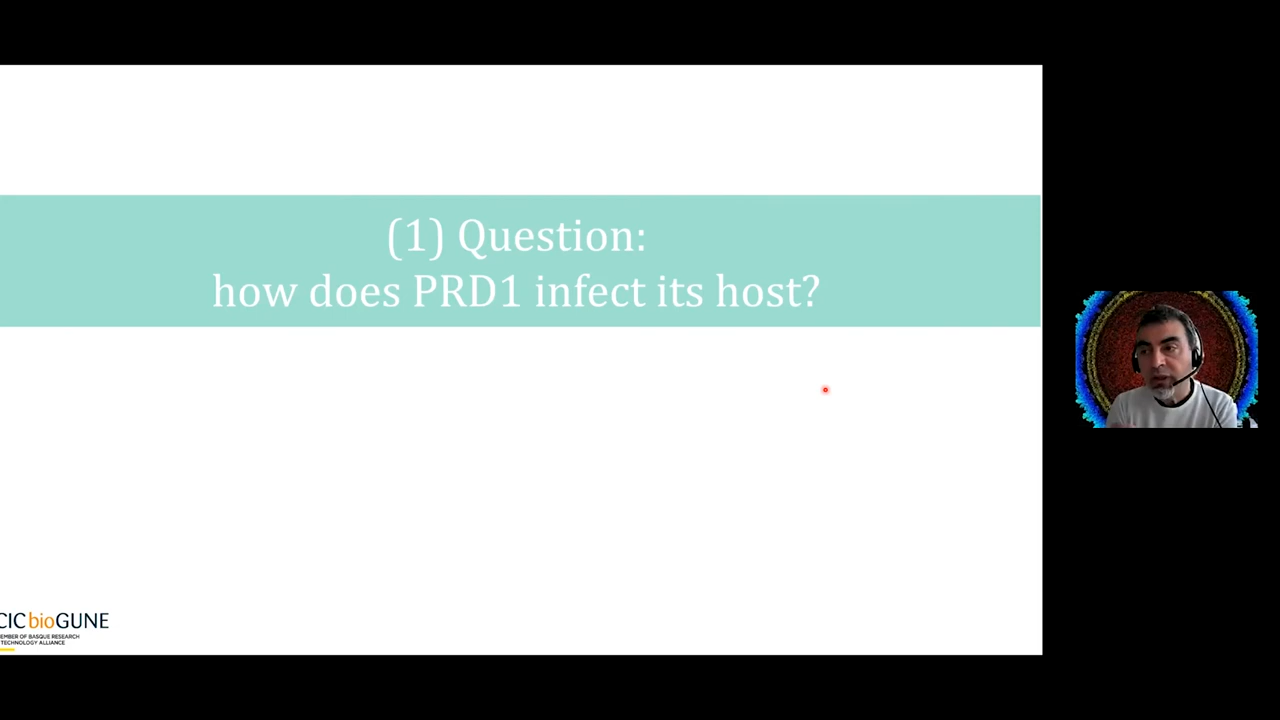 (1) Question:
how does PRD1 infect its host?
CIC bioGUNE
EMBER OF BASQUE RESEARCH
TECHNOLOGY ALLIANCE